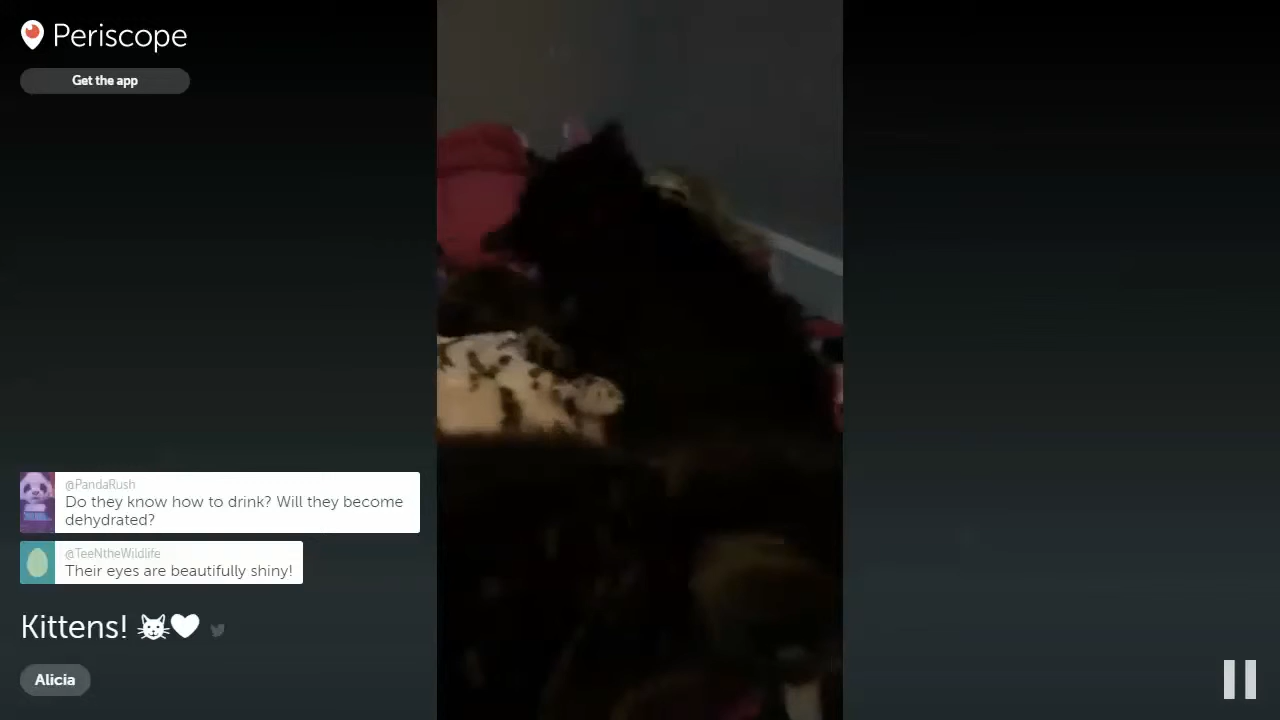 Periscope
Get the app
@PandaRush
Do they know how to drink? Will they become
dehydrated?
@TeeNtheWildlife
Their eyes are beautifully shiny!
Kittens! 🐱❤
Alicia